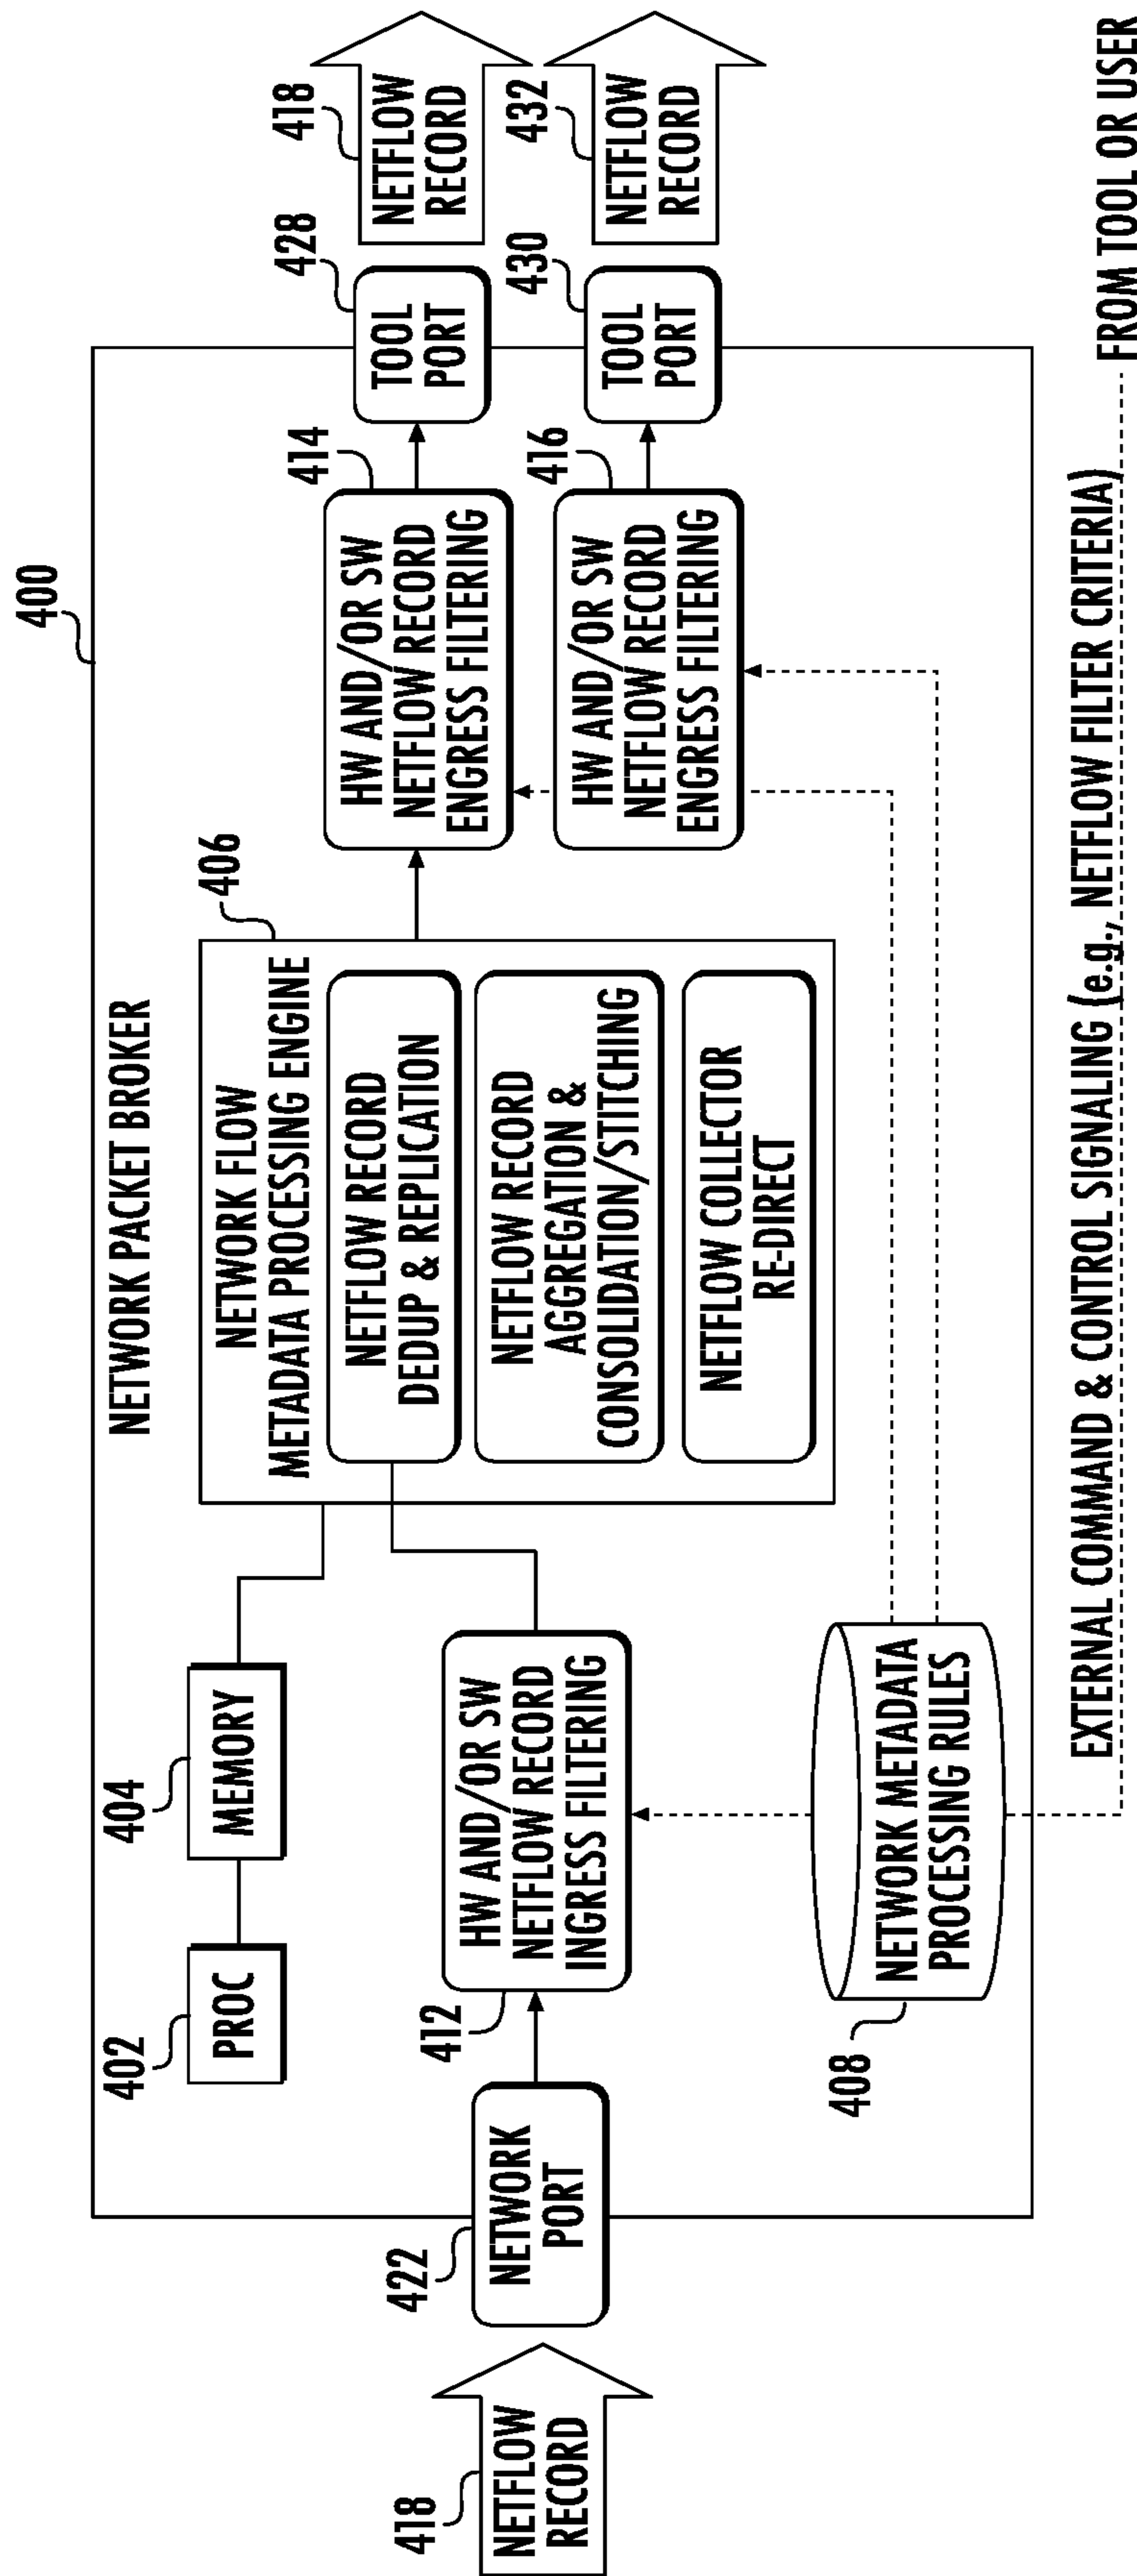 400
NETWORK PACKET BROKER
402
PROC
404
MEMORY
406
NETWORK FLOW
METADATA PROCESSING ENGINE
NETFLOW RECORD
DEDUP & REPLICATION
NETFLOW RECORD
AGGREGATION &
CONSOLIDATION/STITCHING
NETFLOW COLLECTOR
RE-DIRECT
418
NETFLOW
RECORD
422
NETWORK
PORT
412
HW AND/OR SW
NETFLOW RECORD
INGRESS FILTERING
414
HW AND/OR SW
NETFLOW RECORD
EGRESS FILTERING
428
TOOL
PORT
418
NETFLOW
RECORD
416
HW AND/OR SW
NETFLOW RECORD
EGRESS FILTERING
430
TOOL
PORT
432
NETFLOW
RECORD
408
NETWORK METADATA
PROCESSING RULES
EXTERNAL COMMAND & CONTROL SIGNALING (e.g., NETFLOW FILTER CRITERIA)
FROM TOOL OR USER